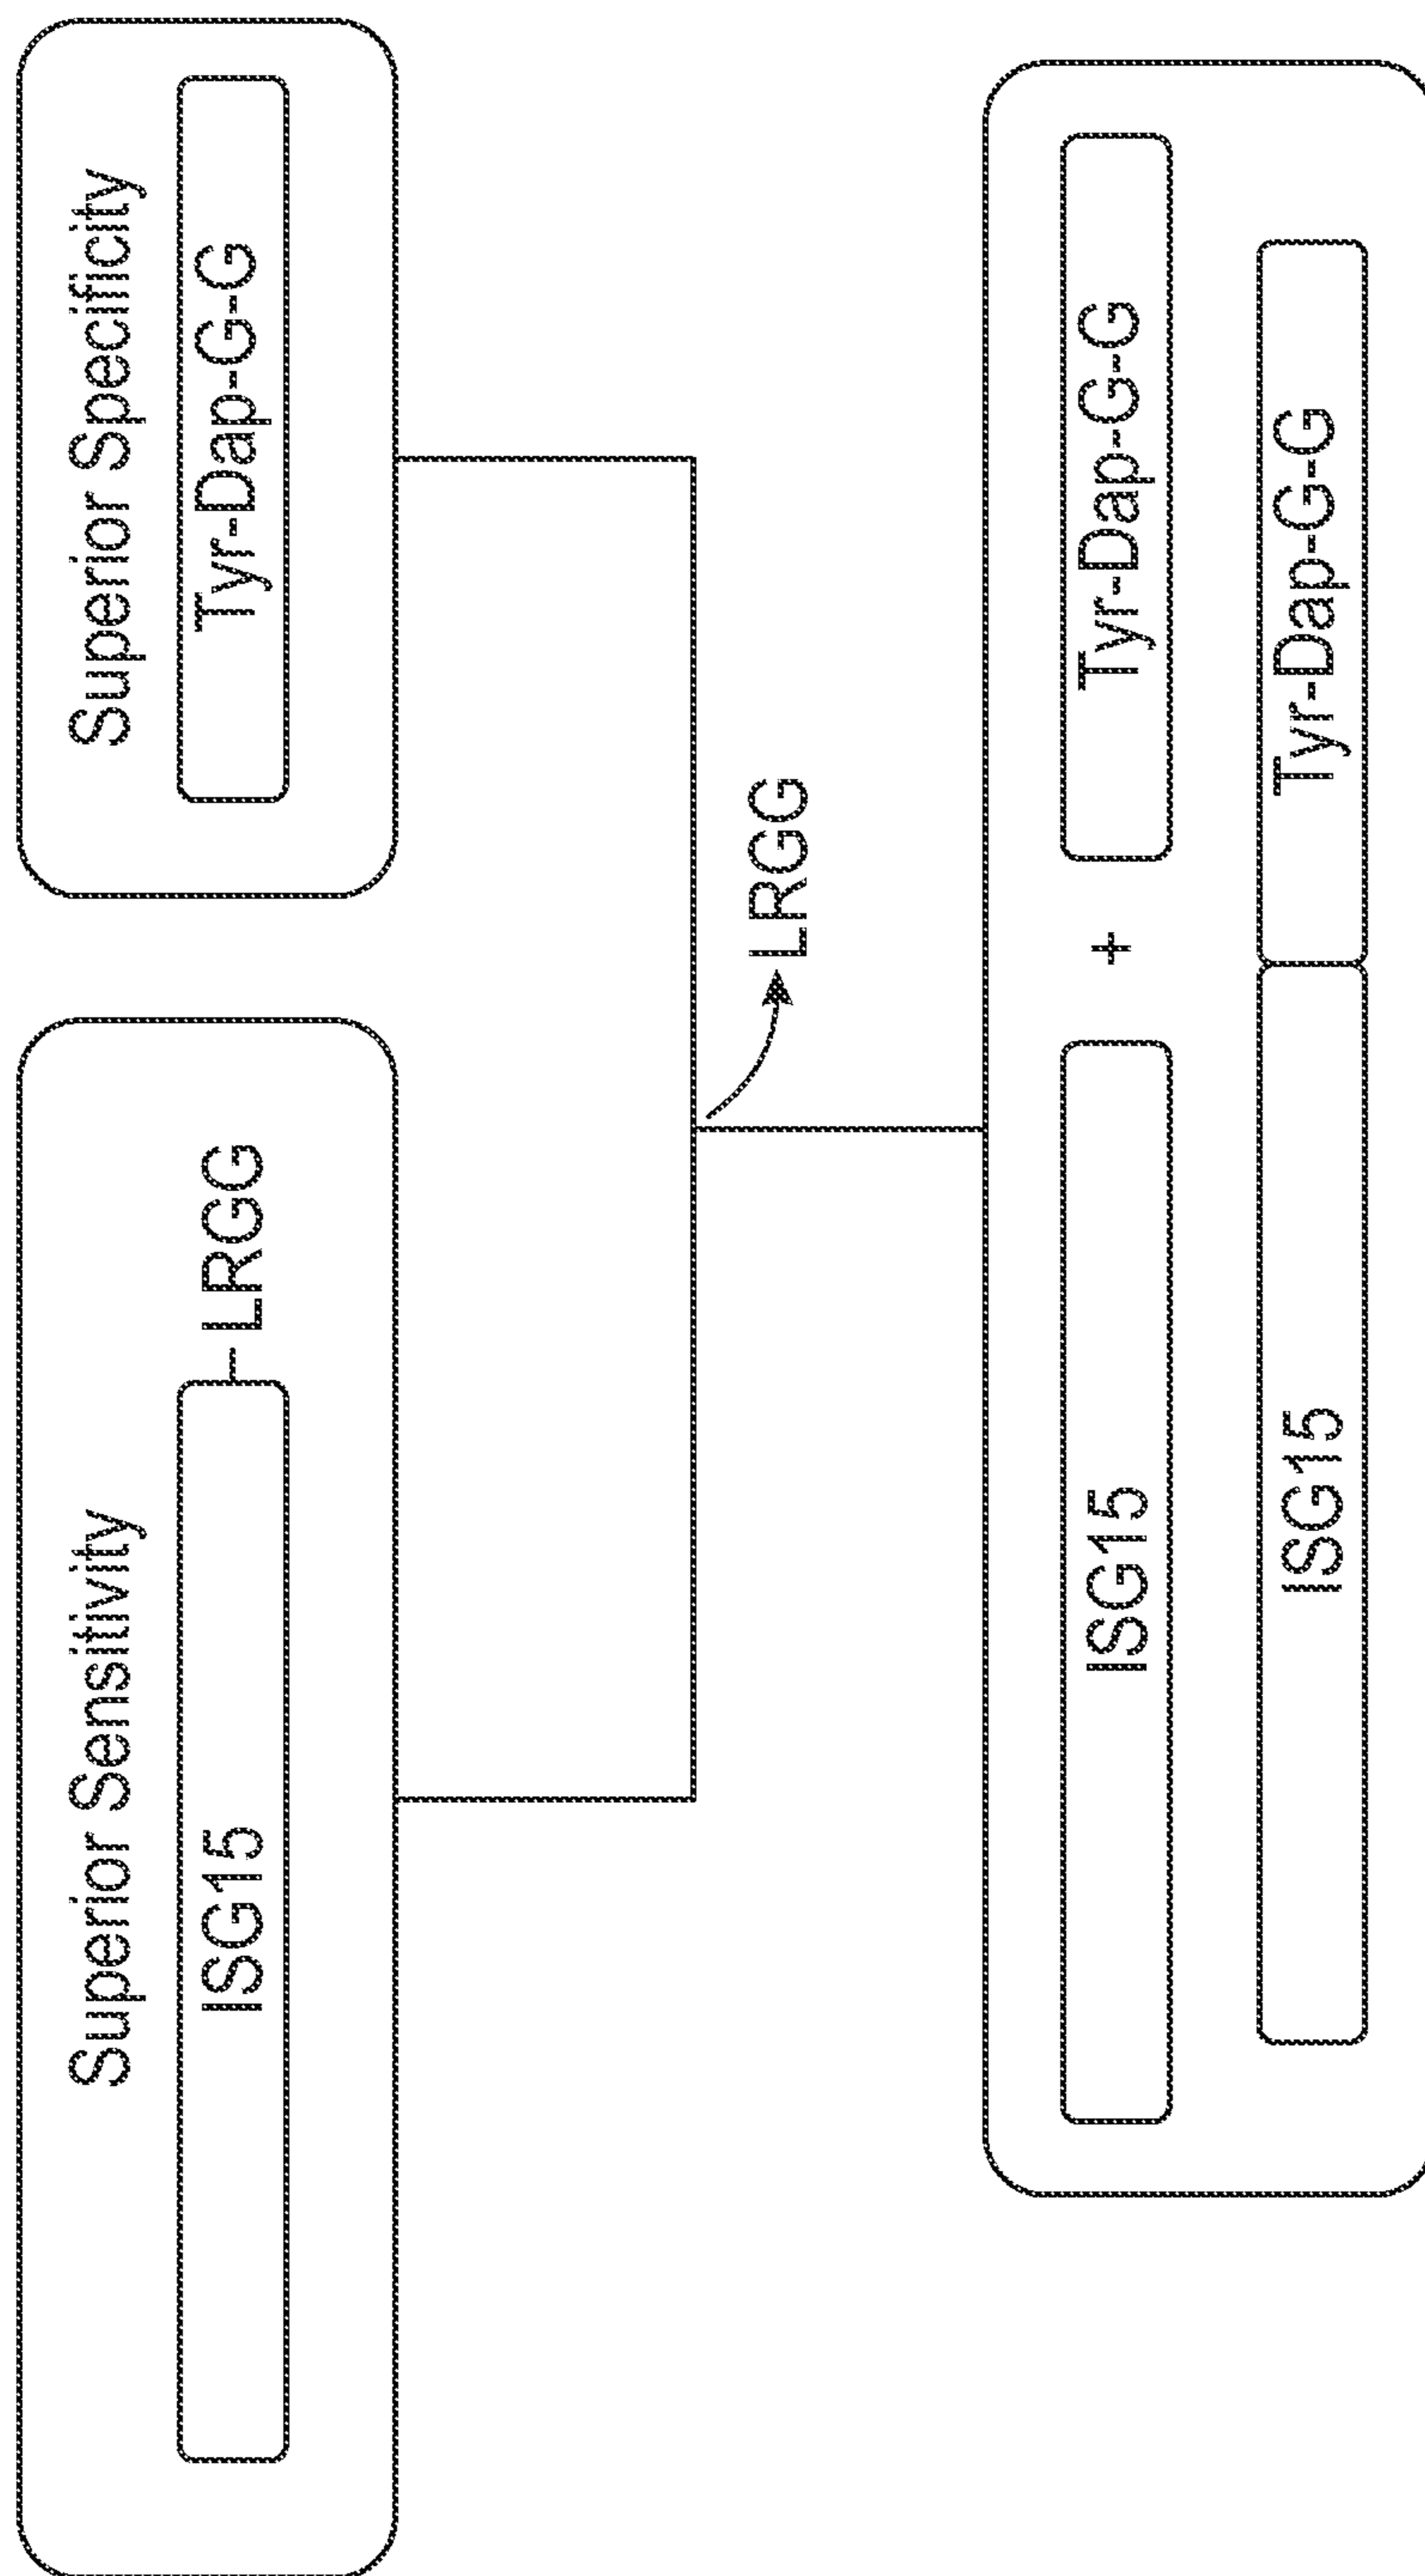 Superior Sensitivity
ISG15
LRGG
Superior Specificity
Tyr-Dap-G-G
LRGG
ISG15
+
Tyr-Dap-G-G
ISG15
Tyr-Dap-G-G